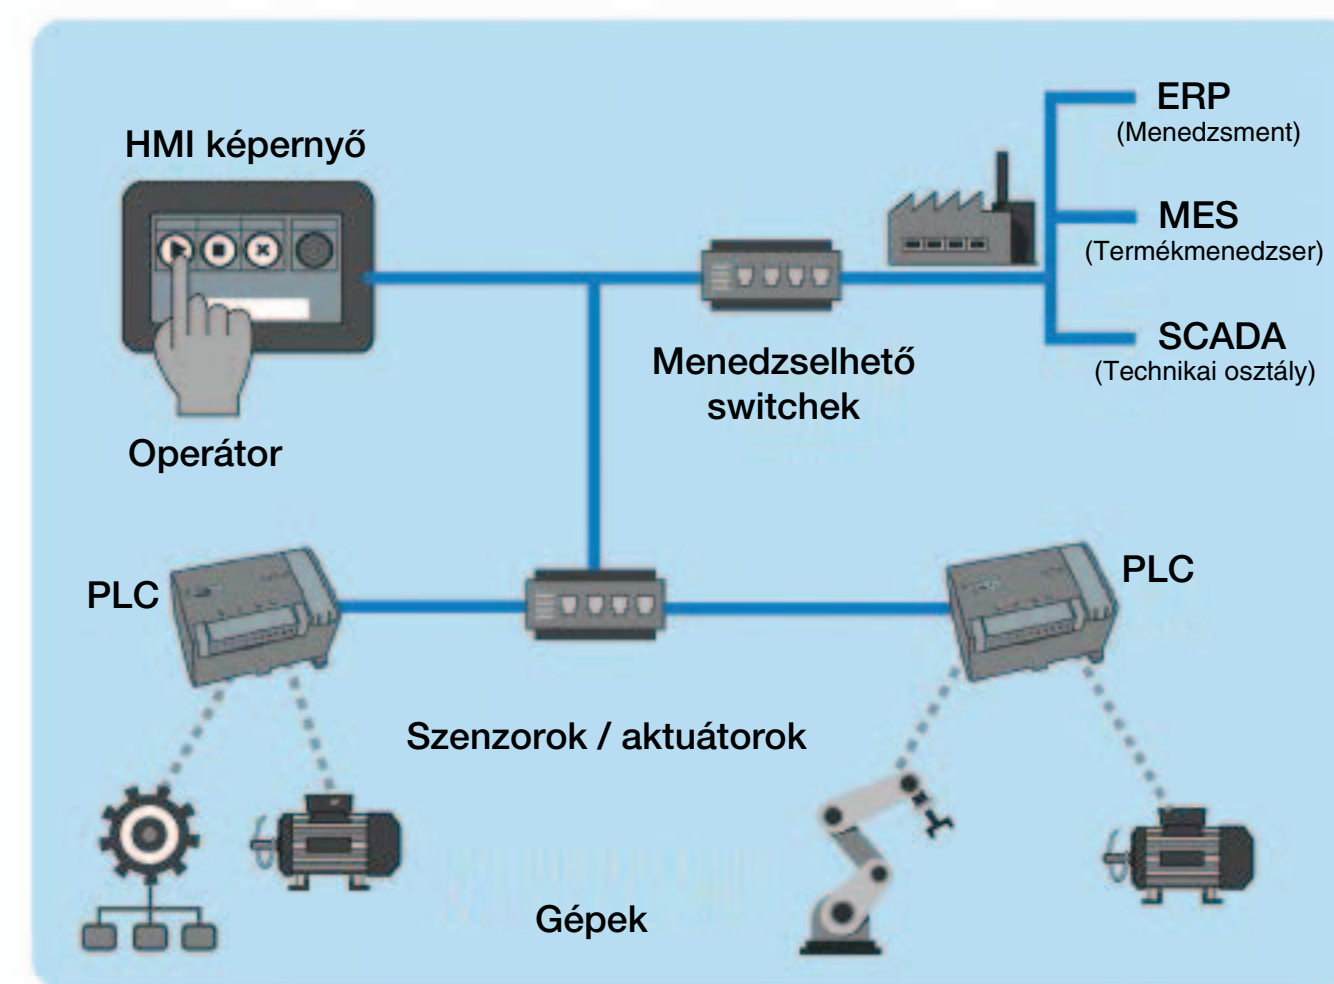 HMI képernyő
Operátor
Menedzselhető
switchek
ERP
(Menedzsment)
MES
(Termékmenedzser)
SCADA
(Technikai osztály)
PLC
PLC
Szenzorok / aktuátorok
Gépek